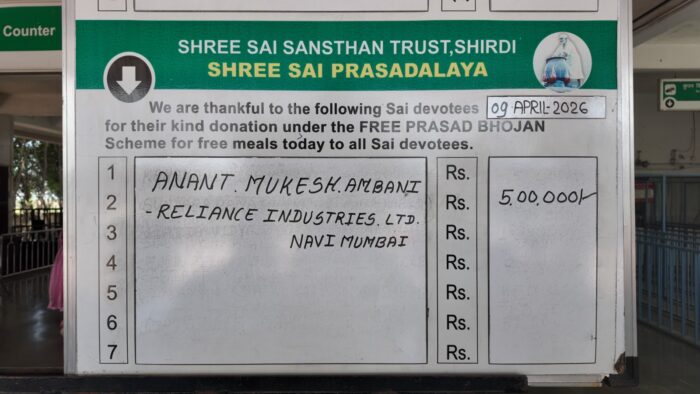 Counter
SHREE SAI SANSTHAN TRUST,SHIRDI
SHREE SAI PRASADALAYA
We are thankful to the following Sai devotees 09 APRIL-2026
for their kind donation under the FREE PRASAD BHOJAN
Scheme for free meals today to all Sai devotees.
1 ANANT. MUKESH. AMBANI Rs.
2 -RELIANCE INDUSTRIES. LTD. Rs. 5,00,000/-
3 NAVI MUMBAI Rs.
4 Rs.
5 Rs.
6 Rs.
7 Rs.